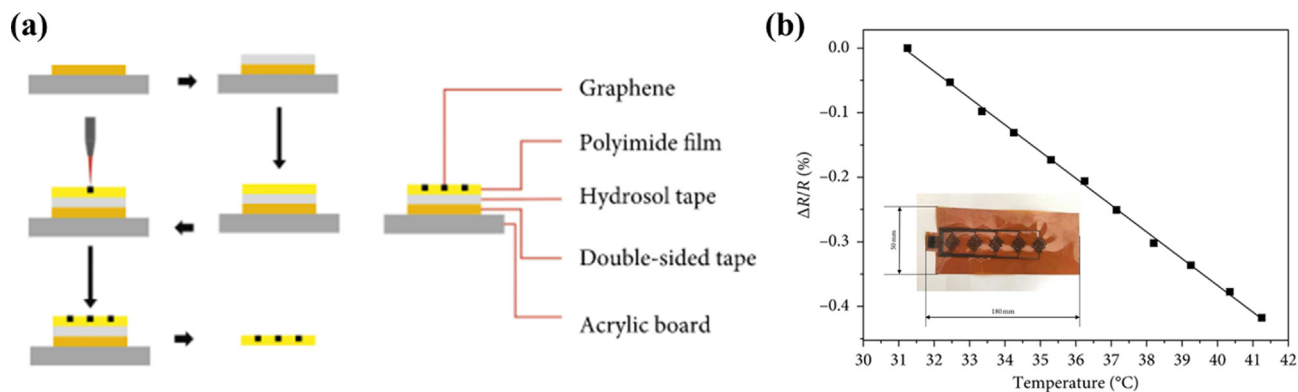 (a)
Graphene
Polyimide film
Hydrosol tape
Double-sided tape
Acrylic board
(b)
0.0
−0.1
−0.2
−0.3
−0.4
ΔR/R (%)
50 mm
180 mm
30 31 32 33 34 35 36 37 38 39 40 41 42
Temperature (°C)